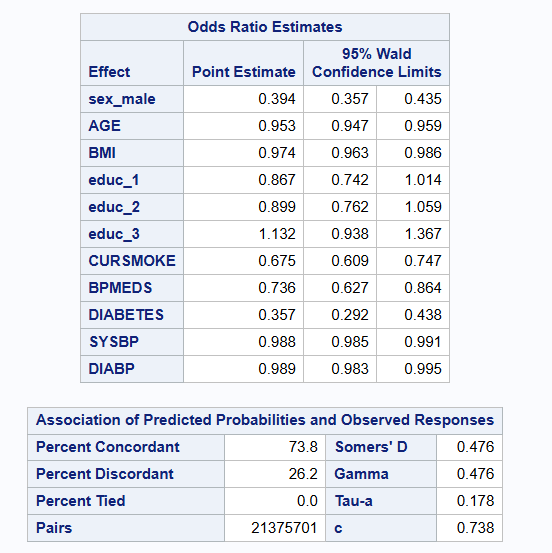 Odds Ratio Estimates
Effect Point Estimate 95% Wald
Confidence Limits
sex_male 0.394 0.357 0.435
AGE 0.953 0.947 0.959
BMI 0.974 0.963 0.986
educ_1 0.867 0.742 1.014
educ_2 0.899 0.762 1.059
educ_3 1.132 0.938 1.367
CURSMOKE 0.675 0.609 0.747
BPMEDS 0.736 0.627 0.864
DIABETES 0.357 0.292 0.438
SYSBP 0.988 0.985 0.991
DIABP 0.989 0.983 0.995
Association of Predicted Probabilities and Observed Responses
Percent Concordant 73.8 Somers' D 0.476
Percent Discordant 26.2 Gamma 0.476
Percent Tied 0.0 Tau-a 0.178
Pairs 21375701 c 0.738